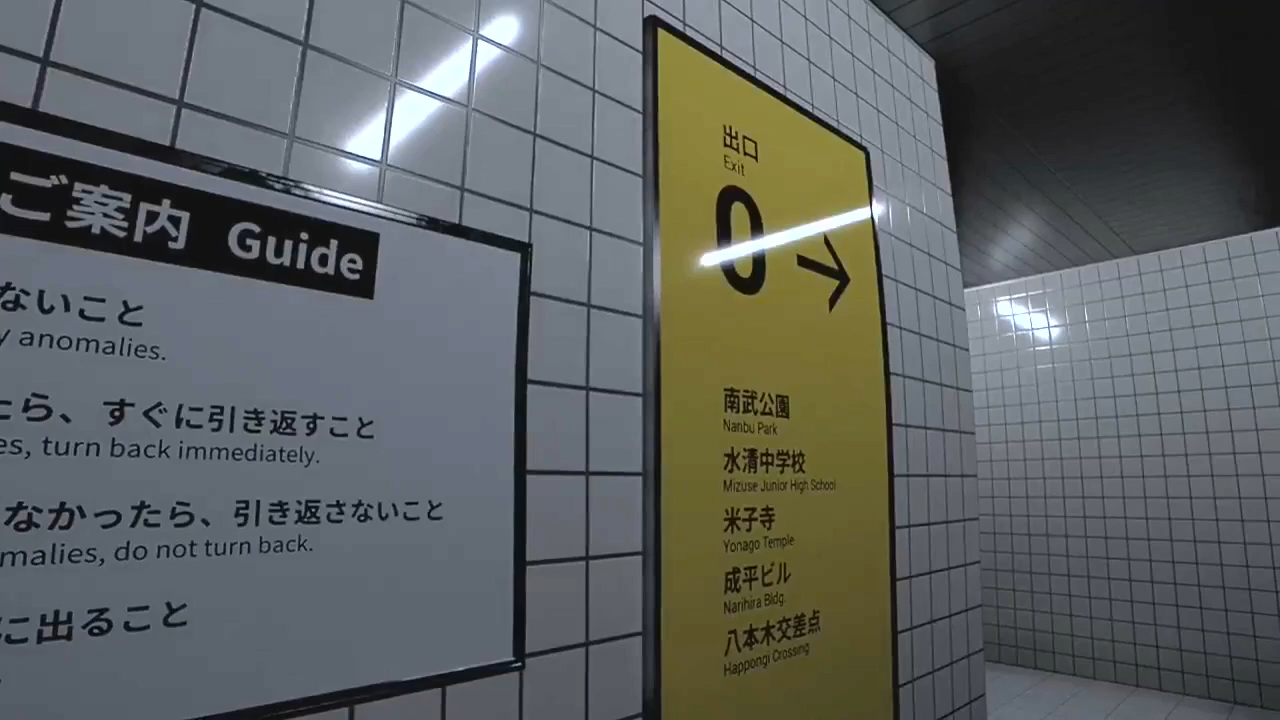 ご案内 Guide
ないこと
anomalies.
たら、すぐに引き返すこと
es, turn back immediately.
なかったら、引き返さないこと
malies, do not turn back.
に出ること
出口
Exit
0
→
南武公園
Nanbu Park
水清中学校
Mizuse Junior High School
米子寺
Yonago Temple
成平ビル
Narihira Bldg.
八本木交差点
Happongi Crossing